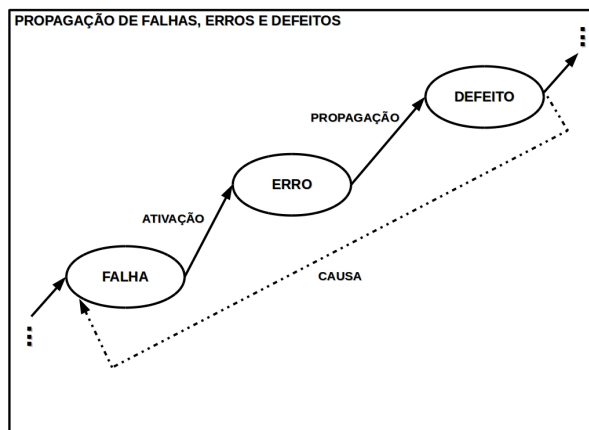 PROPAGAÇÃO DE FALHAS, ERROS E DEFEITOS
DEFEITO
PROPAGAÇÃO
ERRO
ATIVAÇÃO
FALHA
CAUSA